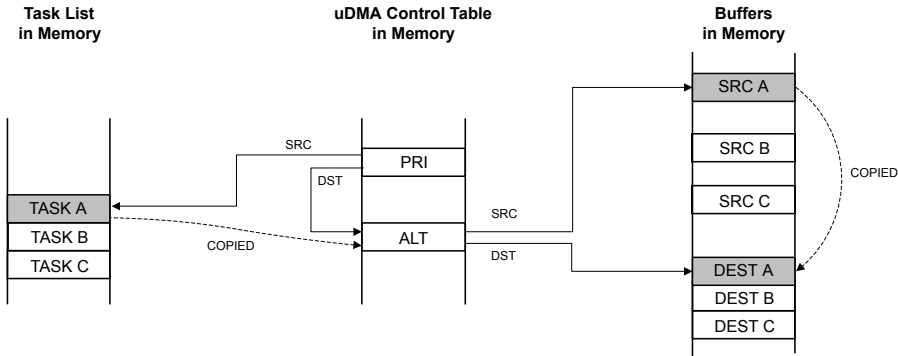 Task List
in Memory
uDMA Control Table
in Memory
Buffers
in Memory
SRC A
SRC B
SRC C
DEST A
DEST B
DEST C
COPIED
SRC
PRI
DST
ALT
SRC
DST
TASK A
TASK B
TASK C
COPIED